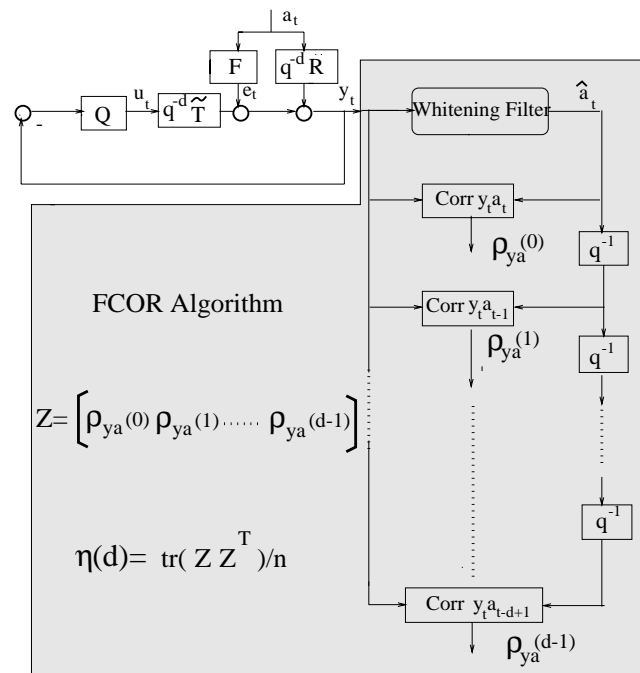 a_t
F
q^-d R
u_t
e_t
y_t
Q
q^-d T̃
-
Whitening Filter
â_t
Corr y_t a_t
ρ_ya(0)
q^-1
FCOR Algorithm
Corr y_t a_t-1
ρ_ya(1)
q^-1
Z=[ρ_ya(0) ρ_ya(1) ...... ρ_ya(d-1)]
q^-1
η(d)= tr( Z Z^T )/n
Corr y_t a_t-d+1
ρ_ya(d-1)